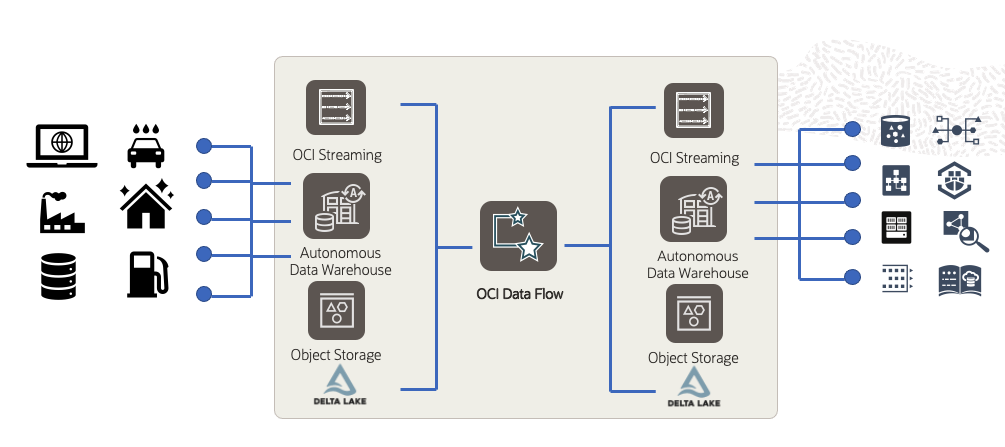 OCI Streaming
Autonomous
Data Warehouse
Object Storage
DELTA LAKE
OCI Data Flow
OCI Streaming
Autonomous
Data Warehouse
Object Storage
DELTA LAKE